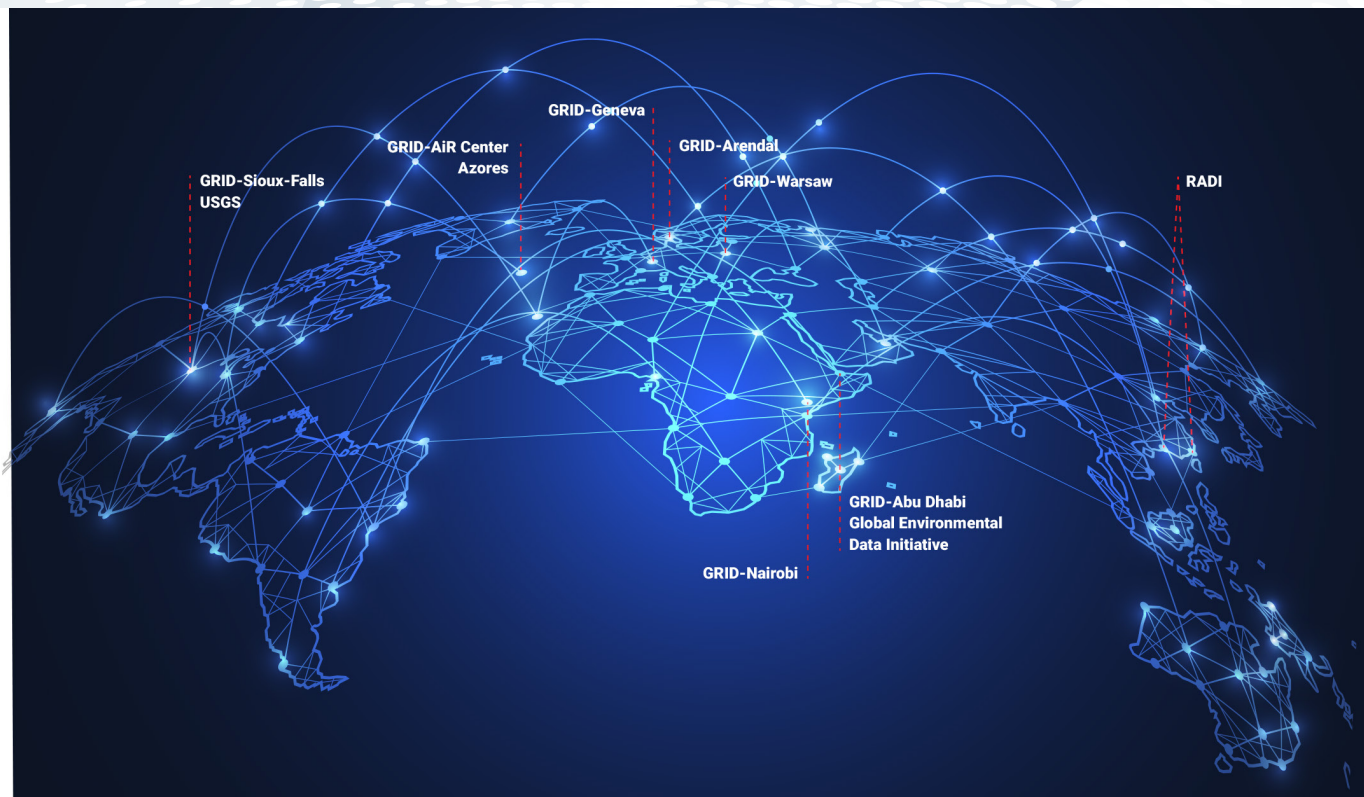 GRID-Geneva
GRID-AiR Center
Azores
GRID-Arendal
GRID-Warsaw
GRID-Sioux-Falls
USGS
RADI
GRID-Abu Dhabi
Global Environmental
Data Initiative
GRID-Nairobi